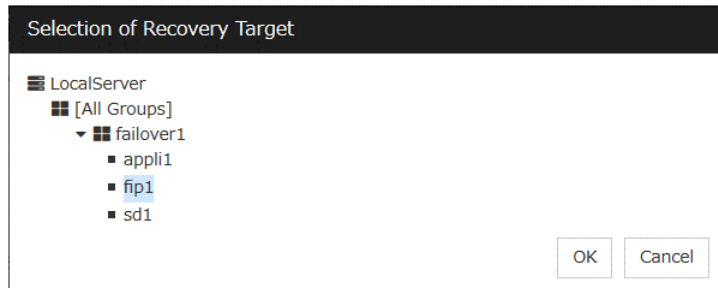 Selection of Recovery Target
LocalServer
[All Groups]
failover1
appli1
fip1
sd1
OK Cancel